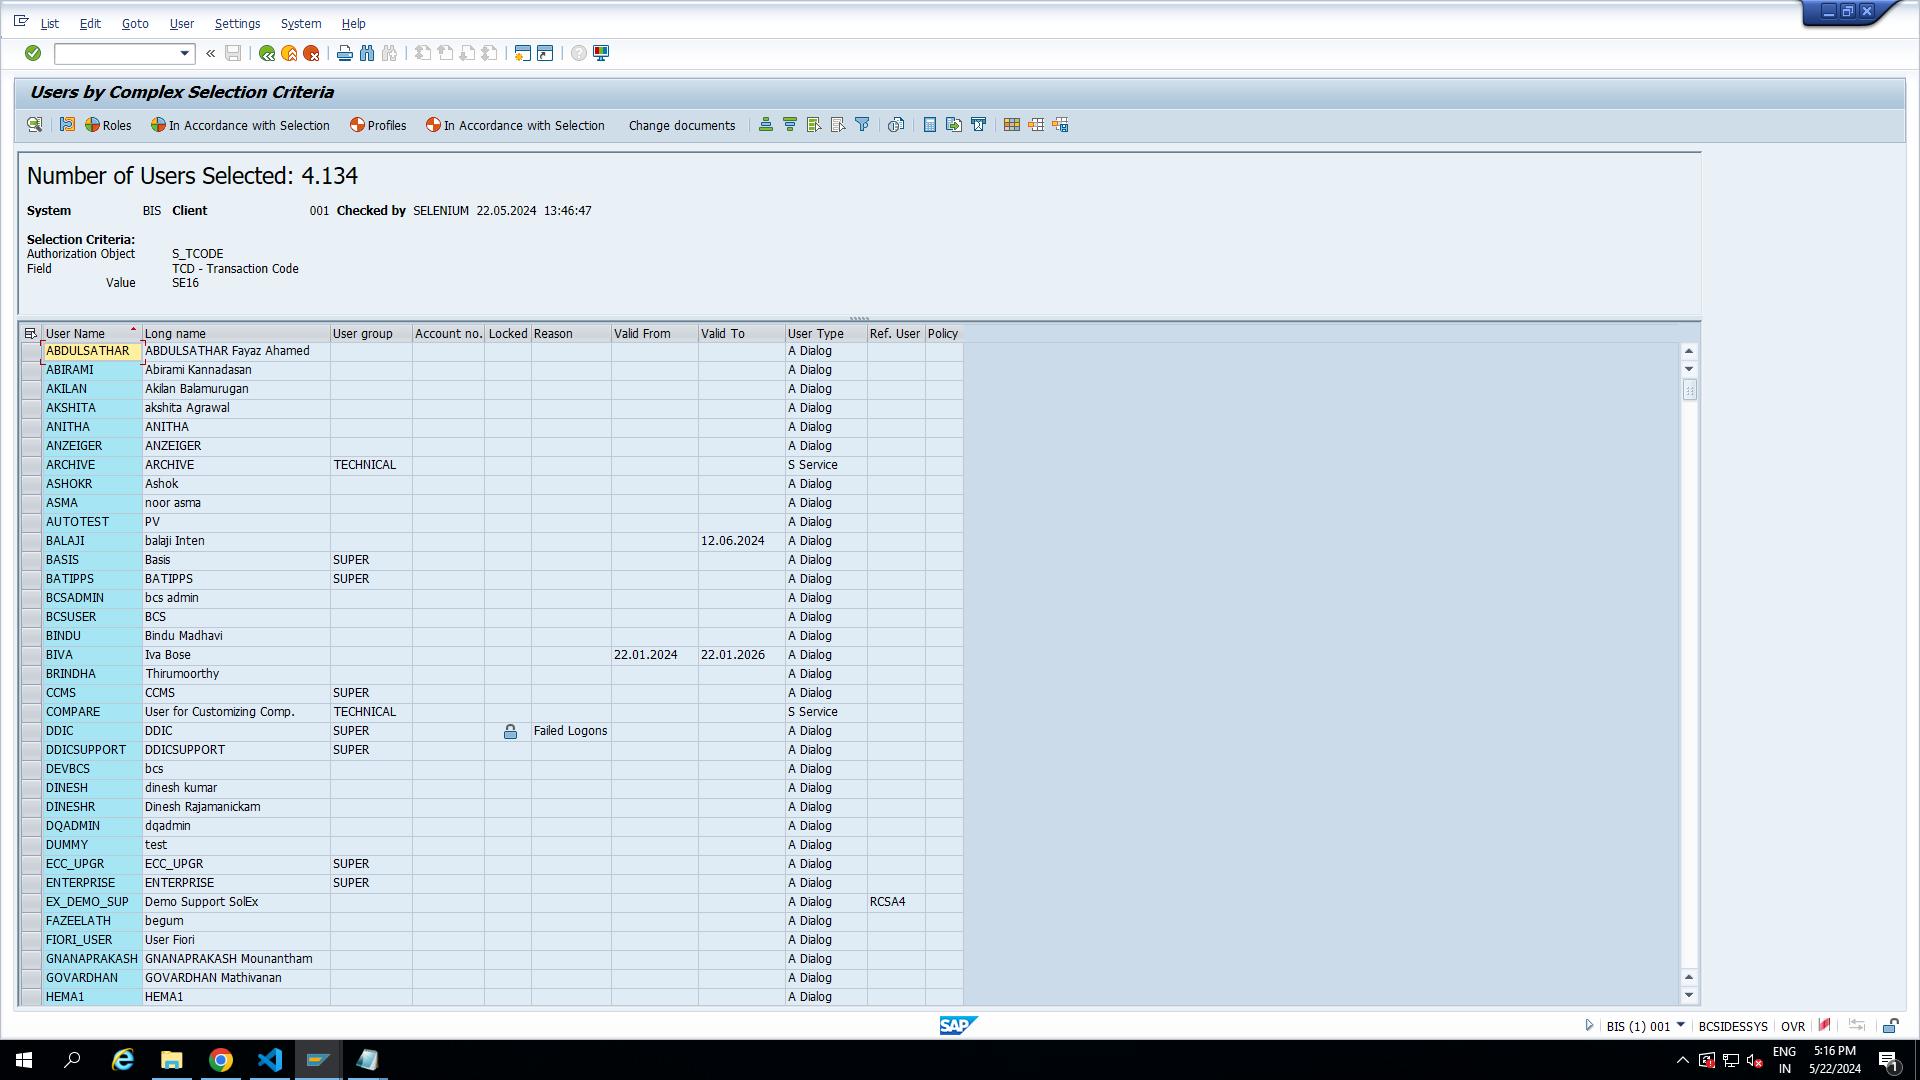 List Edit Goto User Settings System Help
Users by Complex Selection Criteria
Roles In Accordance with Selection Profiles In Accordance with Selection Change documents
Number of Users Selected: 4.134
System BIS Client 001 Checked by SELENIUM 22.05.2024 13:46:47
Selection Criteria:
Authorization Object S_TCODE
Field TCD - Transaction Code
Value SE16
User Name Long name User group Account no. Locked Reason Valid From Valid To User Type Ref. User Policy
ABDULSATHAR ABDULSATHAR Fayaz Ahamed A Dialog
ABIRAMI Abirami Kannadasan A Dialog
AKILAN Akilan Balamurugan A Dialog
AKSHITA akshita Agrawal A Dialog
ANITHA ANITHA A Dialog
ANZEIGER ANZEIGER A Dialog
ARCHIVE ARCHIVE TECHNICAL S Service
ASHOKR Ashok A Dialog
ASMA noor asma A Dialog
AUTOTEST PV A Dialog
BALAJI balaji Inten 12.06.2024 A Dialog
BASIS Basis SUPER A Dialog
BATIPPS BATIPPS SUPER A Dialog
BCSADMIN bcs admin A Dialog
BCSUSER BCS A Dialog
BINDU Bindu Madhavi A Dialog
BIVA Iva Bose 22.01.2024 22.01.2026 A Dialog
BRINDHA Thirumoorthy A Dialog
CCMS CCMS SUPER A Dialog
COMPARE User for Customizing Comp. TECHNICAL S Service
DDIC DDIC SUPER Failed Logons A Dialog
DDICSUPPORT DDICSUPPORT SUPER A Dialog
DEVBCS bcs A Dialog
DINESH dinesh kumar A Dialog
DINESHR Dinesh Rajamanickam A Dialog
DQADMIN dqadmin A Dialog
DUMMY test A Dialog
ECC_UPGR ECC_UPGR SUPER A Dialog
ENTERPRISE ENTERPRISE SUPER A Dialog
EX_DEMO_SUP Demo Support SolEx A Dialog RCSA4
FAZEELATH begum A Dialog
FIORI_USER User Fiori A Dialog
GNANAPRAKASH GNANAPRAKASH Mounantham A Dialog
GOVARDHAN GOVARDHAN Mathivanan A Dialog
HEMA1 HEMA1 A Dialog
SAP BIS (1) 001 BCSIDESSYS OVR
ENG 5:16 PM
IN 5/22/2024 1